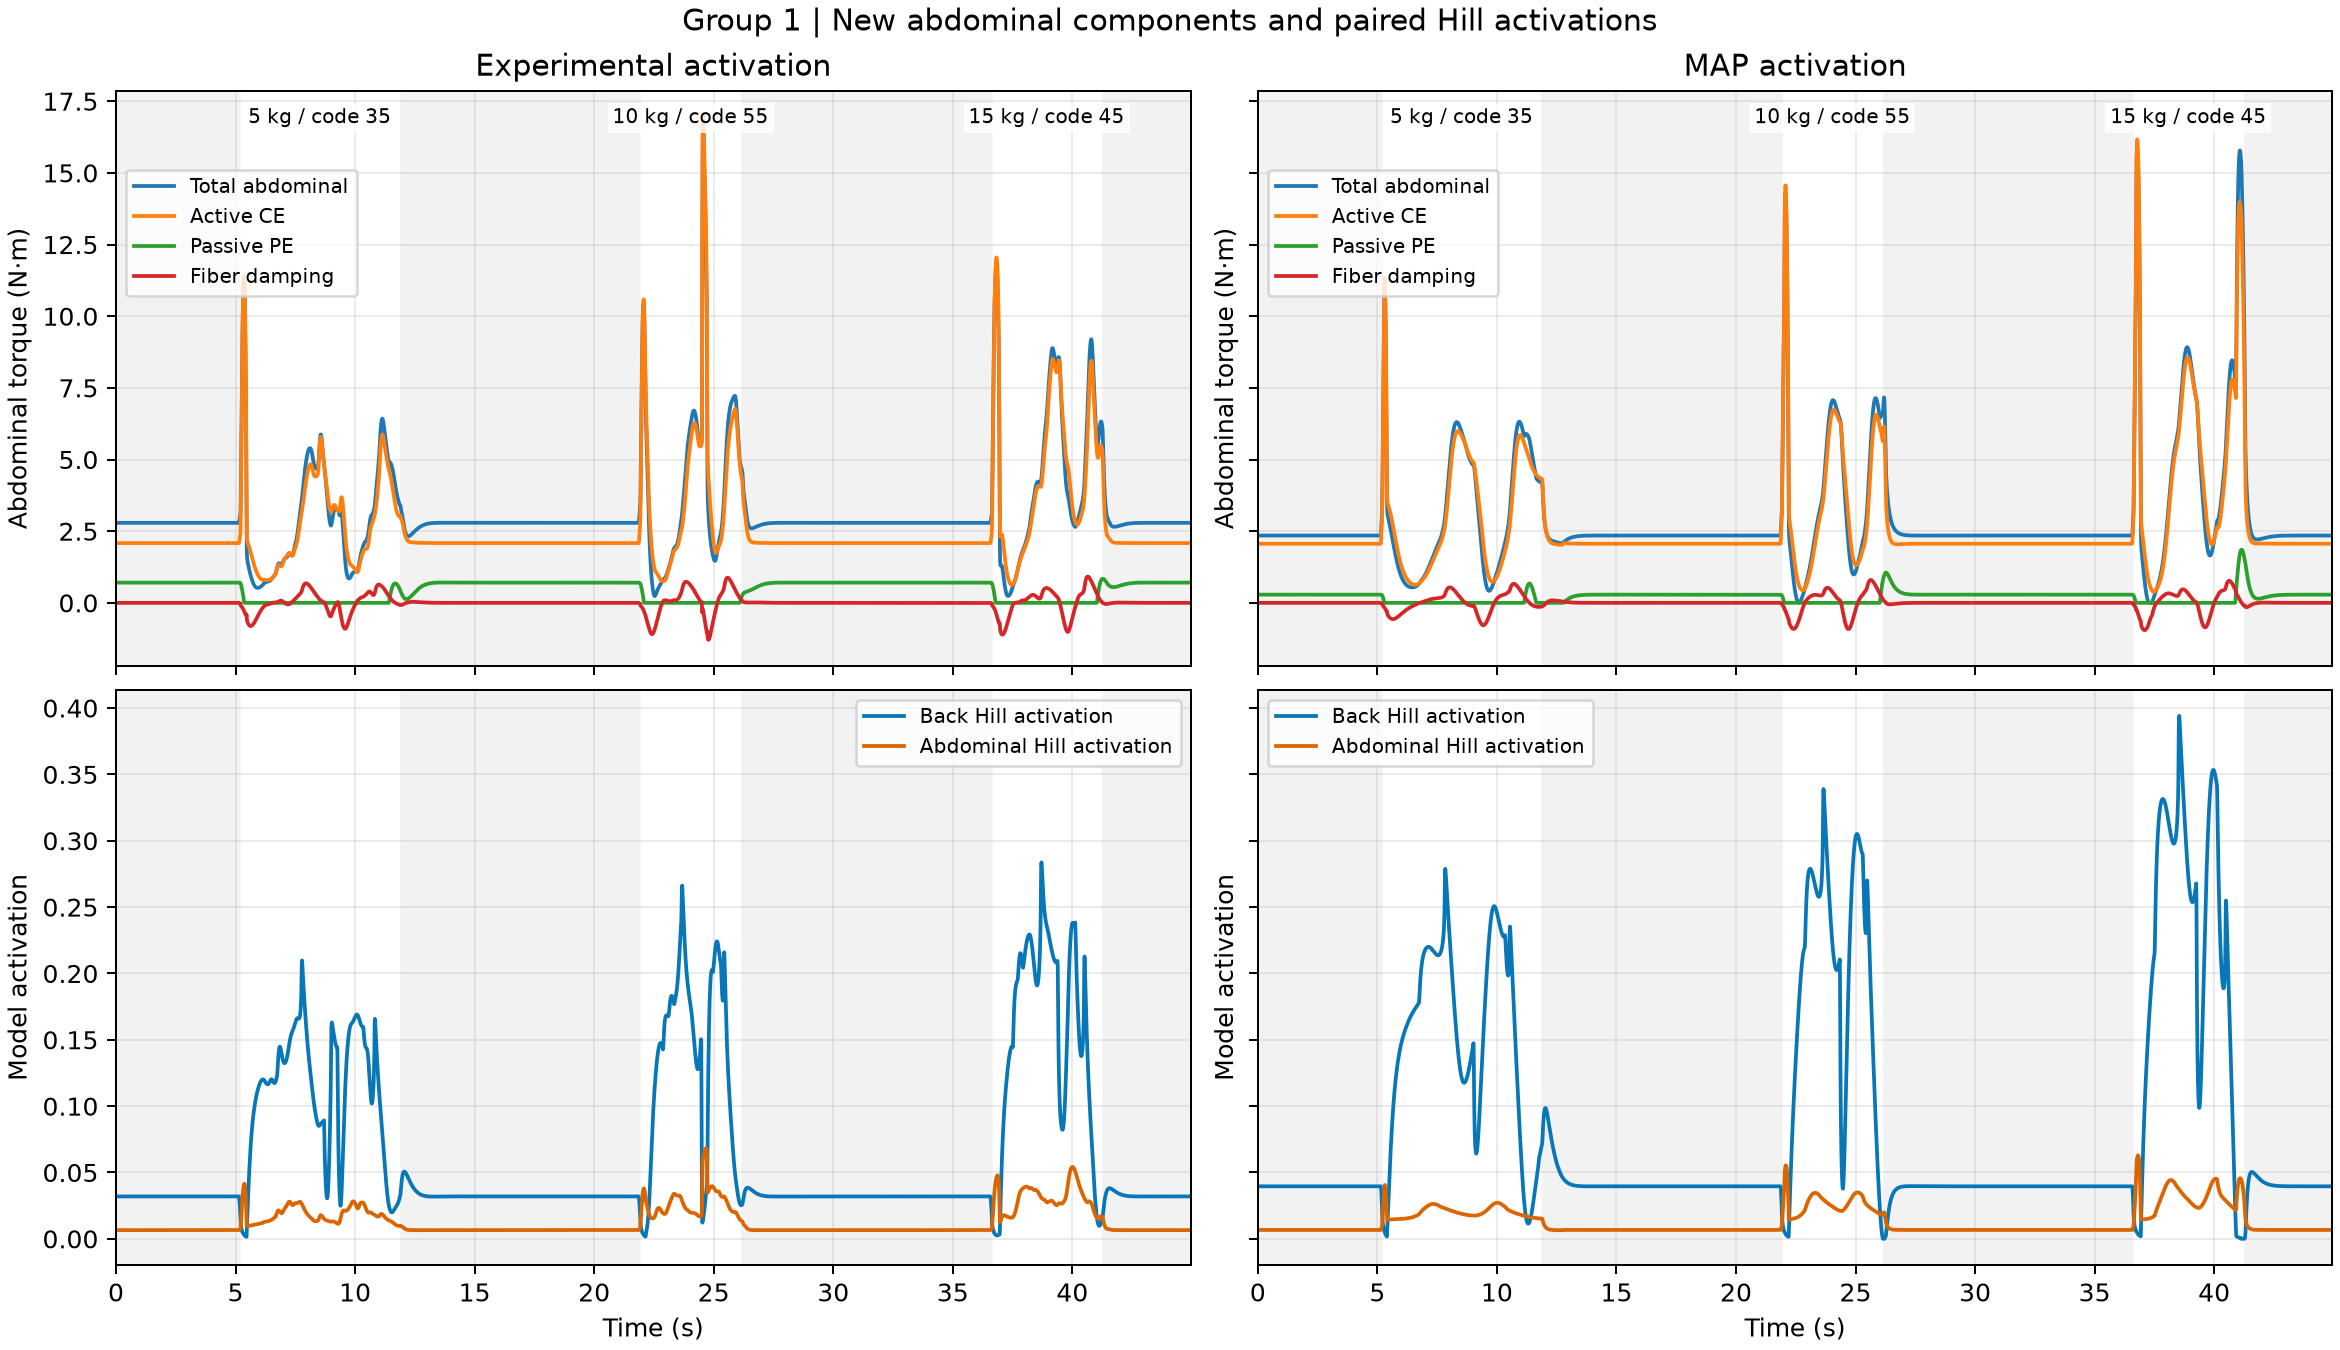 Group 1 | New abdominal components and paired Hill activations
Experimental activation
MAP activation
17.5
15.0
12.5
10.0
7.5
5.0
2.5
0.0
Abdominal torque (N·m)
5 kg / code 35
10 kg / code 55
15 kg / code 45
Total abdominal
Active CE
Passive PE
Fiber damping
Abdominal torque (N·m)
5 kg / code 35
10 kg / code 55
15 kg / code 45
Total abdominal
Active CE
Passive PE
Fiber damping
0.40
0.35
0.30
0.25
0.20
0.15
0.10
0.05
0.00
Model activation
Back Hill activation
Abdominal Hill activation
0 5 10 15 20 25 30 35 40
Time (s)
Model activation
Back Hill activation
Abdominal Hill activation
0 5 10 15 20 25 30 35 40
Time (s)